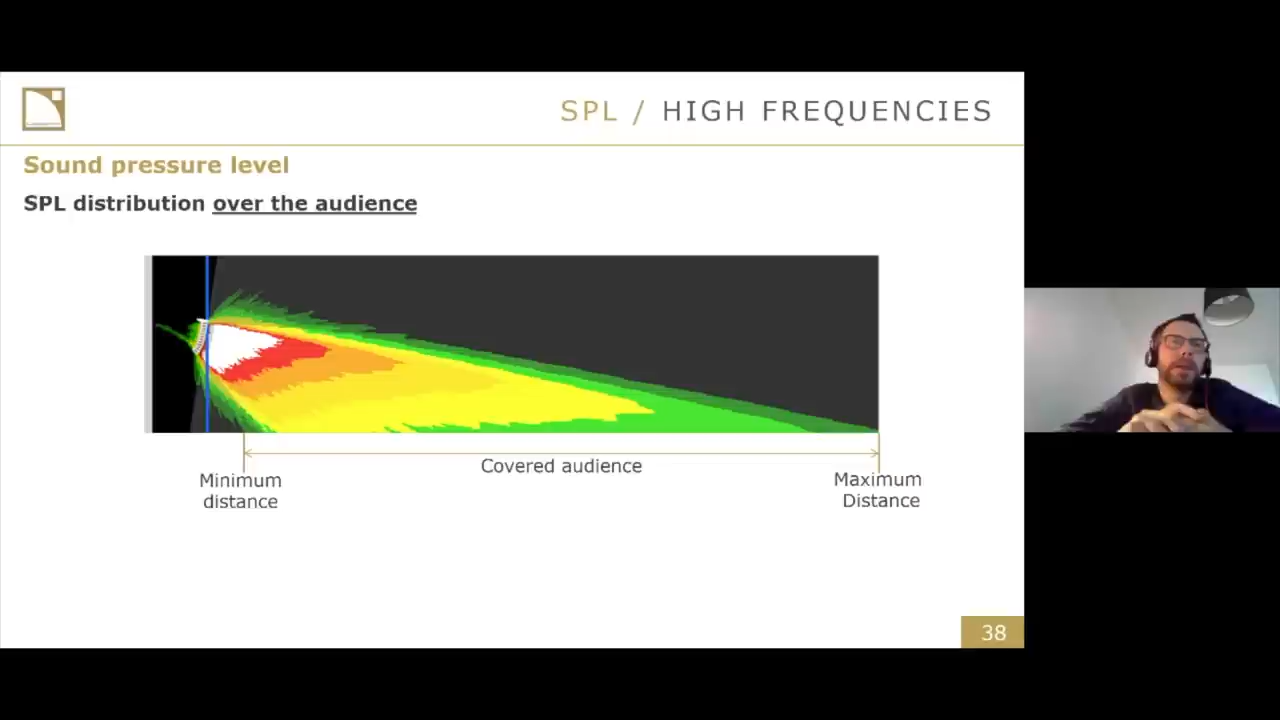 SPL / HIGH FREQUENCIES
Sound pressure level
SPL distribution over the audience
Covered audience
Minimum
distance
Maximum
Distance
38